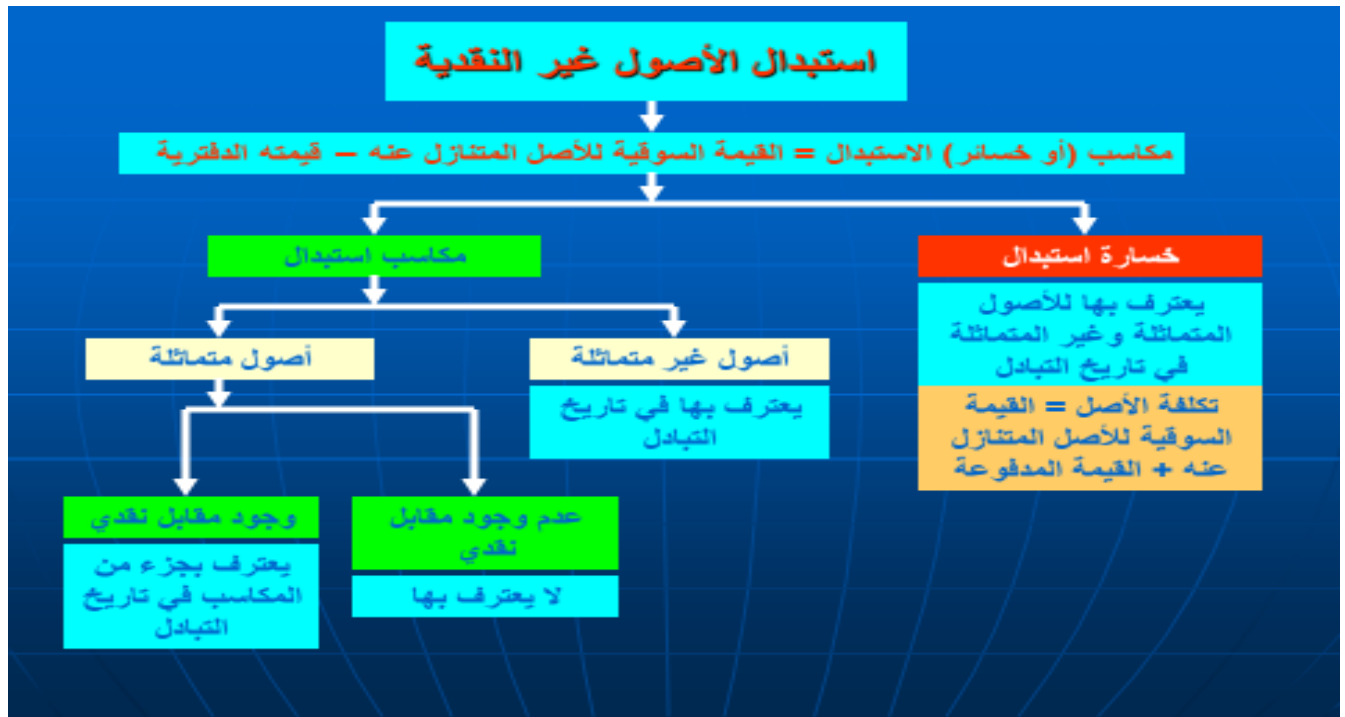 استبدال الأصول غير النقدية
مكاسب (أو خسائر) الاستبدال = القيمة السوقية للأصل المتنازل عنه – قيمته الدفترية
خسارة استبدال
يعترف بها للأصول
المتماثلة وغير المتماثلة
في تاريخ التبادل
تكلفة الأصل = القيمة
السوقية للأصل المتنازل
عنه + القيمة المدفوعة
مكاسب استبدال
أصول غير متماثلة
يعترف بها في تاريخ
التبادل
أصول متماثلة
عدم وجود مقابل
نقدي
لا يعترف بها
وجود مقابل نقدي
يعترف بجزء من
المكاسب في تاريخ
التبادل